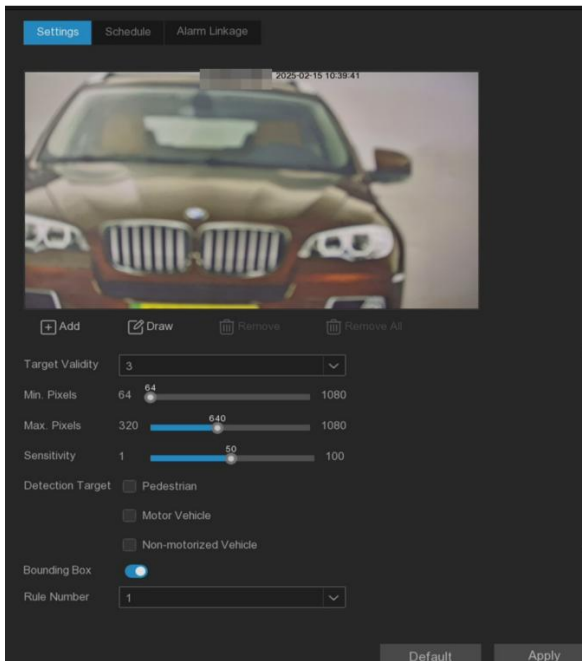 Settings Schedule Alarm Linkage
2025-02-15 10:39:41
Add Draw Remove Remove All
Target Validity 3
64
Min. Pixels 64 1080
640
Max. Pixels 320 1080
50
Sensitivity 1 100
Detection Target Pedestrian
Motor Vehicle
Non-motorized Vehicle
Bounding Box
Rule Number 1
Default Apply